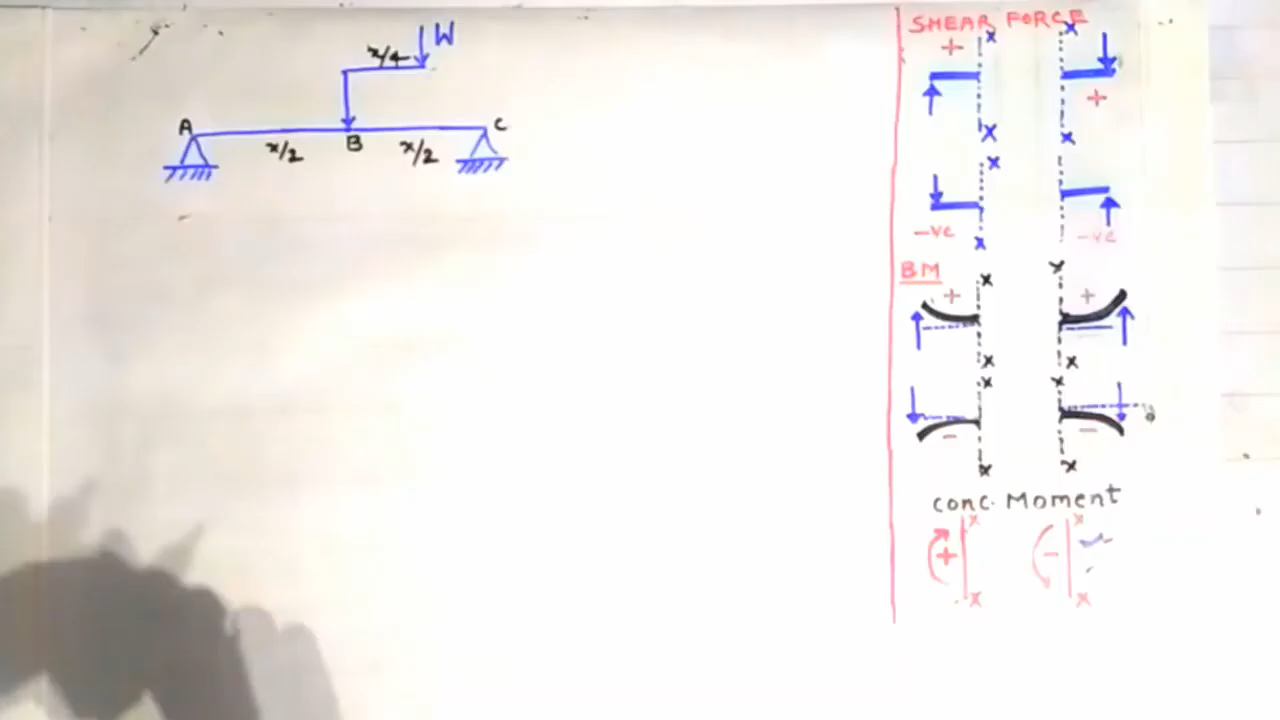 W
x/4
A
B
C
x/2
x/2
SHEAR FORCE
+
x
x
+
x
x
x
-ve
-ve
x
BM
x
x
+
+
x
x
x
x
-
-
x
x
conc. Moment
x
x
+
-
x
x